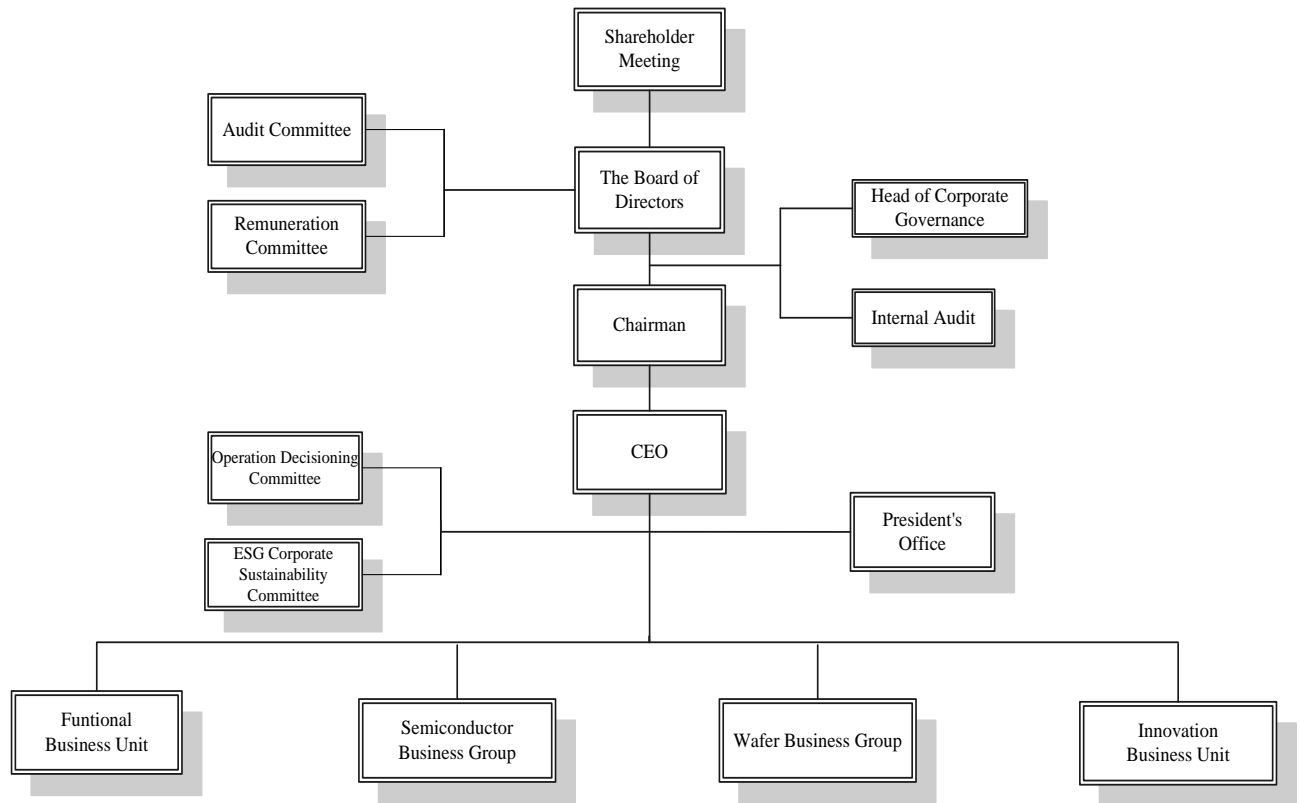 Shareholder
Meeting
Audit Committee
The Board of
Directors
Head of Corporate
Governance
Remuneration
Committee
Chairman
Internal Audit
CEO
Operation Decisioning
Committee
President's
Office
ESG Corporate
Sustainability
Committee
Funtional
Business Unit
Semiconductor
Business Group
Wafer Business Group
Innovation
Business Unit